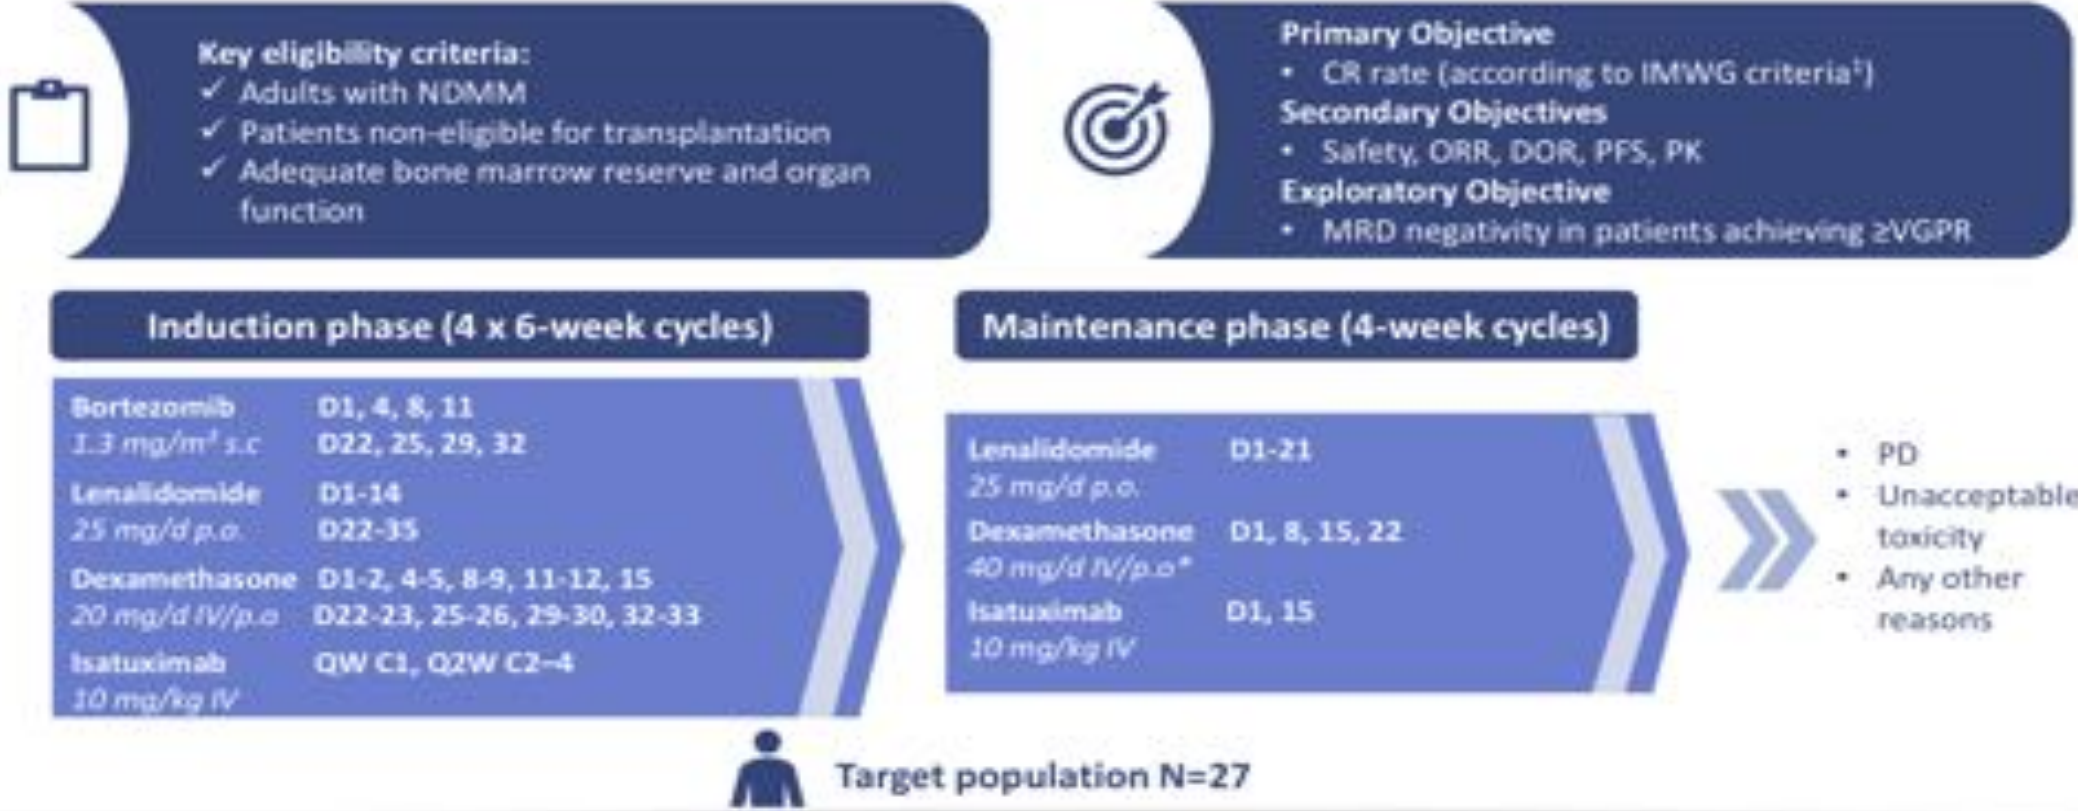 Key eligibility criteria:
✓ Adults with NDMM
✓ Patients non-eligible for transplantation
✓ Adequate bone marrow reserve and organ
function
Primary Objective
• CR rate (according to IMWG criteria¹)
Secondary Objectives
• Safety, ORR, DOR, PFS, PK
Exploratory Objective
• MRD negativity in patients achieving ≥VGPR
Induction phase (4 x 6-week cycles)
Bortezomib D1, 4, 8, 11
1.3 mg/m² s.c D22, 25, 29, 32
Lenalidomide D1-14
25 mg/d p.o. D22-35
Dexamethasone D1-2, 4-5, 8-9, 11-12, 15
20 mg/d IV/p.o D22-23, 25-26, 29-30, 32-33
Isatuximab QW C1, Q2W C2–4
10 mg/kg IV
Maintenance phase (4-week cycles)
Lenalidomide D1-21
25 mg/d p.o.
Dexamethasone D1, 8, 15, 22
40 mg/d IV/p.o*
Isatuximab D1, 15
10 mg/kg IV
• PD
• Unacceptable
toxicity
• Any other
reasons
Target population N=27